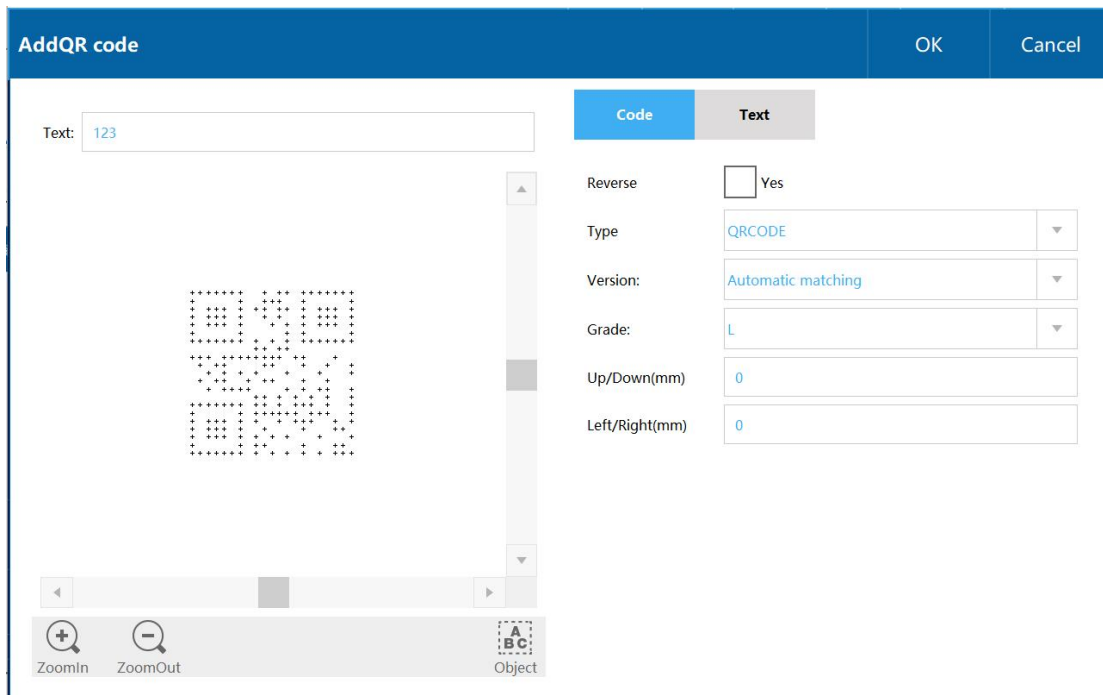 AddQR code
OK
Cancel
Text: 123
Code
Text
Reverse
Yes
Type
QRCODE
Version:
Automatic matching
Grade:
L
Up/Down(mm)
0
Left/Right(mm)
0
ZoomIn
ZoomOut
A
BC
Object